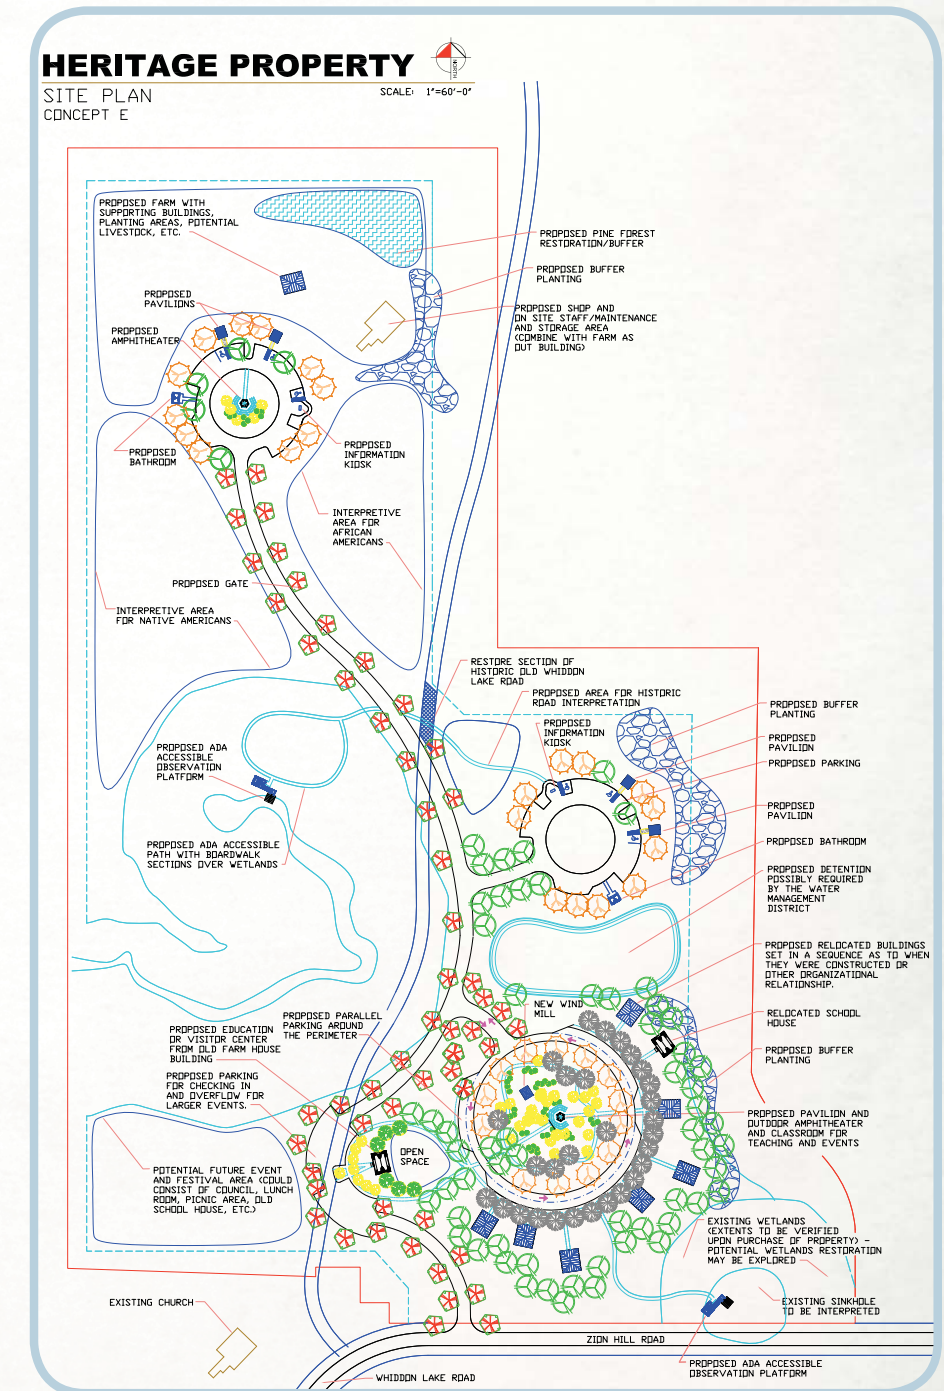 HERITAGE PROPERTY
NORTH
SITE PLAN
SCALE: 1"=60'-0"
CONCEPT E
PROPOSED FARM WITH
SUPPORTING BUILDINGS,
PLANTING AREAS, POTENTIAL
LIVESTOCK, ETC.
PROPOSED PINE FOREST
RESTORATION/BUFFER
PROPOSED BUFFER
PLANTING
PROPOSED
PAVILIONS
PROPOSED SHOP AND
ON SITE STAFF/MAINTENANCE
AND STORAGE AREA
(COMBINE WITH FARM AS
OUT BUILDING)
PROPOSED
AMPHITHEATER
PROPOSED
BATHROOM
PROPOSED
INFORMATION
KIOSK
INTERPRETIVE
AREA FOR
AFRICAN
AMERICANS
PROPOSED GATE
INTERPRETIVE AREA
FOR NATIVE AMERICANS
RESTORE SECTION OF
HISTORIC OLD WHIDDON
LAKE ROAD
PROPOSED AREA FOR HISTORIC
ROAD INTERPRETATION
PROPOSED
INFORMATION
KIOSK
PROPOSED BUFFER
PLANTING
PROPOSED
PAVILION
PROPOSED PARKING
PROPOSED ADA
ACCESSIBLE
OBSERVATION
PLATFORM
PROPOSED
PAVILION
PROPOSED BATHROOM
PROPOSED ADA ACCESSIBLE
PATH WITH BOARDWALK
SECTIONS OVER WETLANDS
PROPOSED DETENTION
POSSIBLY REQUIRED
BY THE WATER
MANAGEMENT
DISTRICT
PROPOSED RELOCATED BUILDINGS
SET IN A SEQUENCE AS TO WHEN
THEY WERE CONSTRUCTED OR
OTHER ORGANIZATIONAL
RELATIONSHIP.
NEW WIND
MILL
RELOCATED SCHOOL
HOUSE
PROPOSED PARALLEL
PARKING AROUND
THE PERIMETER
PROPOSED EDUCATION
OR VISITOR CENTER
FROM OLD FARM HOUSE
BUILDING
PROPOSED BUFFER
PLANTING
PROPOSED PARKING
FOR CHECKING IN
AND OVERFLOW FOR
LARGER EVENTS.
PROPOSED PAVILION AND
OUTDOOR AMPHITHEATER
AND CLASSROOM FOR
TEACHING AND EVENTS
OPEN
SPACE
POTENTIAL FUTURE EVENT
AND FESTIVAL AREA (COULD
CONSIST OF COUNCIL, LUNCH
ROOM, PICNIC AREA, OLD
SCHOOL HOUSE, ETC.)
EXISTING WETLANDS
(EXTENTS TO BE VERIFIED
UPON PURCHASE OF PROPERTY) -
POTENTIAL WETLANDS RESTORATION
MAY BE EXPLORED
EXISTING CHURCH
EXISTING SINKHOLE
TO BE INTERPRETED
ZION HILL ROAD
PROPOSED ADA ACCESSIBLE
OBSERVATION PLATFORM
WHIDDON LAKE ROAD